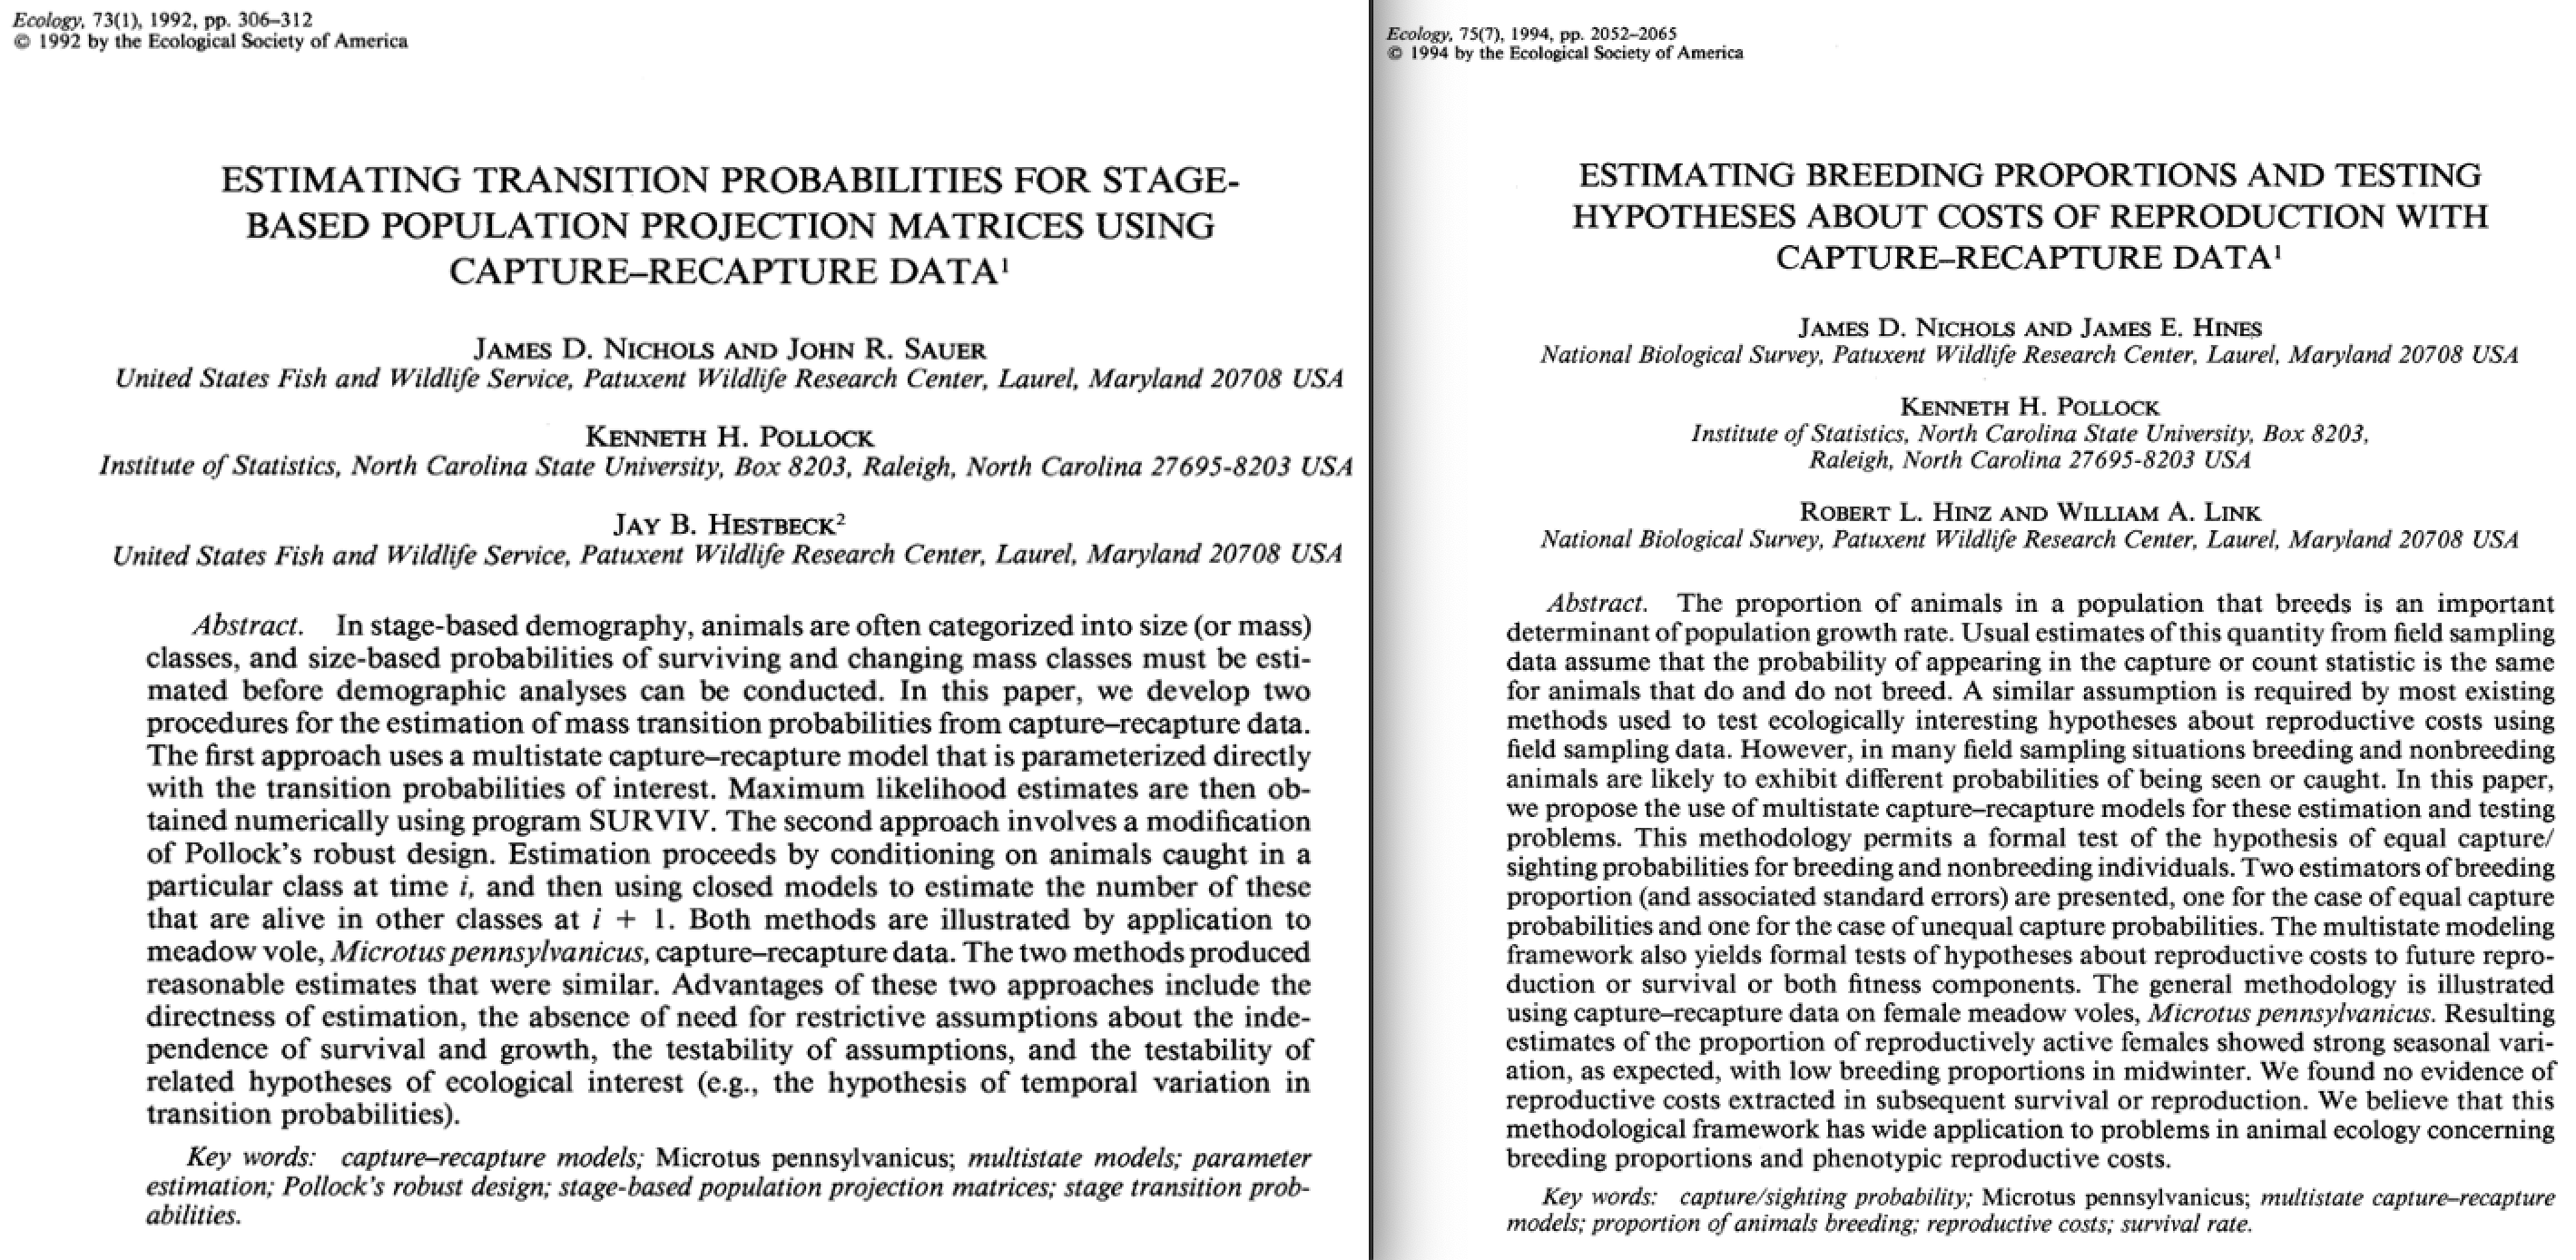 Ecology, 73(1), 1992, pp. 306–312
© 1992 by the Ecological Society of America
ESTIMATING TRANSITION PROBABILITIES FOR STAGE-
BASED POPULATION PROJECTION MATRICES USING
CAPTURE–RECAPTURE DATA¹
JAMES D. NICHOLS AND JOHN R. SAUER
United States Fish and Wildlife Service, Patuxent Wildlife Research Center, Laurel, Maryland 20708 USA
KENNETH H. POLLOCK
Institute of Statistics, North Carolina State University, Box 8203, Raleigh, North Carolina 27695-8203 USA
JAY B. HESTBECK²
United States Fish and Wildlife Service, Patuxent Wildlife Research Center, Laurel, Maryland 20708 USA
Abstract. In stage-based demography, animals are often categorized into size (or mass)
classes, and size-based probabilities of surviving and changing mass classes must be esti-
mated before demographic analyses can be conducted. In this paper, we develop two
procedures for the estimation of mass transition probabilities from capture–recapture data.
The first approach uses a multistate capture–recapture model that is parameterized directly
with the transition probabilities of interest. Maximum likelihood estimates are then ob-
tained numerically using program SURVIV. The second approach involves a modification
of Pollock's robust design. Estimation proceeds by conditioning on animals caught in a
particular class at time i, and then using closed models to estimate the number of these
that are alive in other classes at i + 1. Both methods are illustrated by application to
meadow vole, Microtus pennsylvanicus, capture–recapture data. The two methods produced
reasonable estimates that were similar. Advantages of these two approaches include the
directness of estimation, the absence of need for restrictive assumptions about the inde-
pendence of survival and growth, the testability of assumptions, and the testability of
related hypotheses of ecological interest (e.g., the hypothesis of temporal variation in
transition probabilities).
Key words: capture–recapture models; Microtus pennsylvanicus; multistate models; parameter
estimation; Pollock's robust design; stage-based population projection matrices; stage transition prob-
abilities.
Ecology, 75(7), 1994, pp. 2052–2065
© 1994 by the Ecological Society of America
ESTIMATING BREEDING PROPORTIONS AND TESTING
HYPOTHESES ABOUT COSTS OF REPRODUCTION WITH
CAPTURE–RECAPTURE DATA¹
JAMES D. NICHOLS AND JAMES E. HINES
National Biological Survey, Patuxent Wildlife Research Center, Laurel, Maryland 20708 USA
KENNETH H. POLLOCK
Institute of Statistics, North Carolina State University, Box 8203,
Raleigh, North Carolina 27695-8203 USA
ROBERT L. HINZ AND WILLIAM A. LINK
National Biological Survey, Patuxent Wildlife Research Center, Laurel, Maryland 20708 USA
Abstract. The proportion of animals in a population that breeds is an important
determinant of population growth rate. Usual estimates of this quantity from field sampling
data assume that the probability of appearing in the capture or count statistic is the same
for animals that do and do not breed. A similar assumption is required by most existing
methods used to test ecologically interesting hypotheses about reproductive costs using
field sampling data. However, in many field sampling situations breeding and nonbreeding
animals are likely to exhibit different probabilities of being seen or caught. In this paper,
we propose the use of multistate capture–recapture models for these estimation and testing
problems. This methodology permits a formal test of the hypothesis of equal capture/
sighting probabilities for breeding and nonbreeding individuals. Two estimators of breeding
proportion (and associated standard errors) are presented, one for the case of equal capture
probabilities and one for the case of unequal capture probabilities. The multistate modeling
framework also yields formal tests of hypotheses about reproductive costs to future repro-
duction or survival or both fitness components. The general methodology is illustrated
using capture–recapture data on female meadow voles, Microtus pennsylvanicus. Resulting
estimates of the proportion of reproductively active females showed strong seasonal vari-
ation, as expected, with low breeding proportions in midwinter. We found no evidence of
reproductive costs extracted in subsequent survival or reproduction. We believe that this
methodological framework has wide application to problems in animal ecology concerning
breeding proportions and phenotypic reproductive costs.
Key words: capture/sighting probability; Microtus pennsylvanicus; multistate capture–recapture
models; proportion of animals breeding; reproductive costs; survival rate.